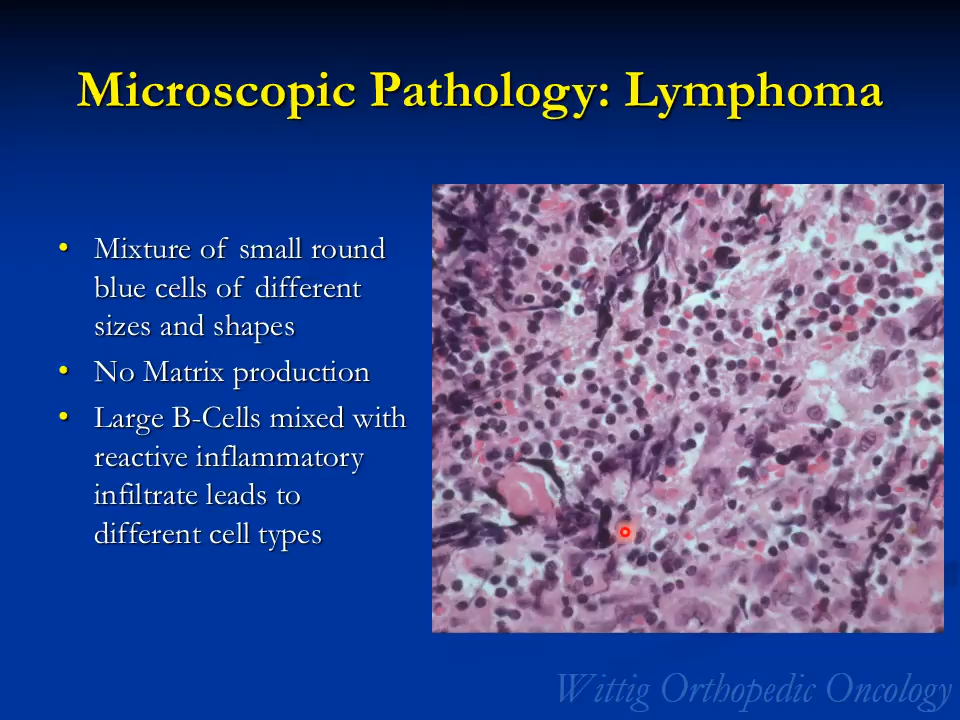 Microscopic Pathology: Lymphoma
• Mixture of small round
blue cells of different
sizes and shapes
• No Matrix production
• Large B-Cells mixed with
reactive inflammatory
infiltrate leads to
different cell types
Wittig Orthopedic Oncology